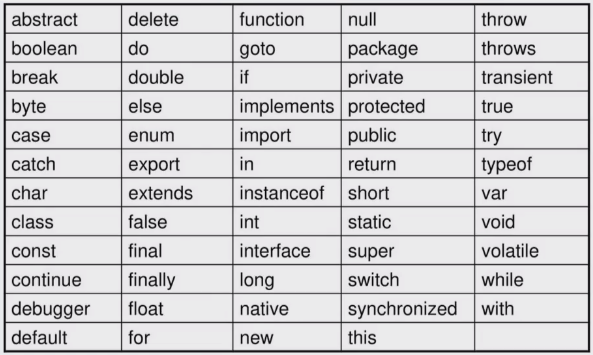 abstract delete function null throw
boolean do goto package throws
break double if private transient
byte else implements protected true
case enum import public try
catch export in return typeof
char extends instanceof short var
class false int static void
const final interface super volatile
continue finally long switch while
debugger float native synchronized with
default for new this